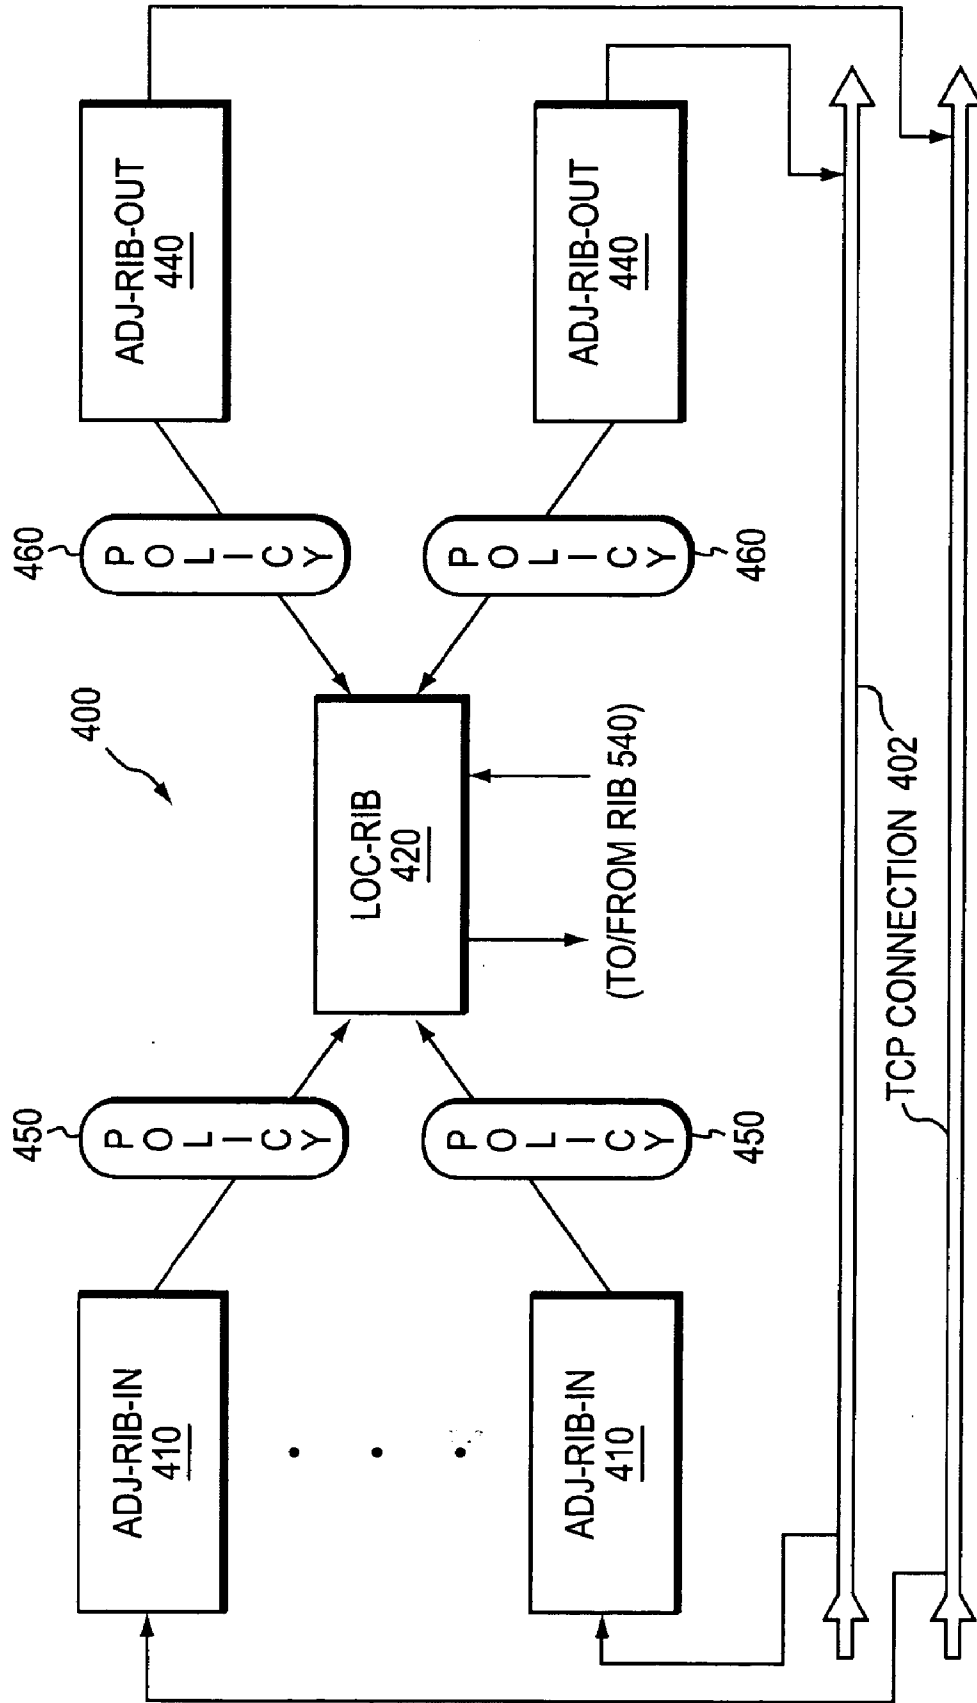 400
ADJ-RIB-IN
410
450
POLICY
LOC-RIB
420
460
POLICY
ADJ-RIB-OUT
440
ADJ-RIB-IN
410
POLICY
450
(TO/FROM RIB 540)
POLICY
460
ADJ-RIB-OUT
440
TCP CONNECTION 402